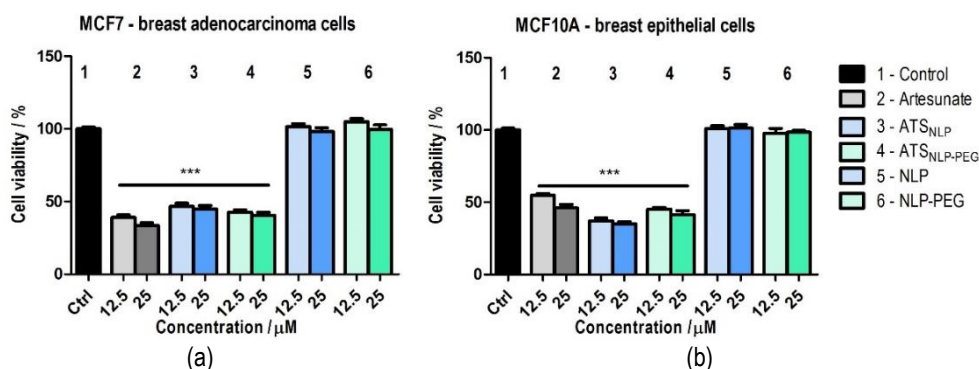 MCF7 - breast adenocarcinoma cells
150
100
50
0
Cell viability / %
1 2 3 4 5 6
***
Ctrl 12.5 25 12.5 25 12.5 25 12.5 25 12.5 25
Concentration / μM
(a)
MCF10A - breast epithelial cells
150
100
50
0
Cell viability / %
1 2 3 4 5 6
***
Ctrl 12.5 25 12.5 25 12.5 25 12.5 25 12.5 25
Concentration / μM
(b)
1 - Control
2 - Artesunate
3 - ATSNLP
4 - ATSNLP-PEG
5 - NLP
6 - NLP-PEG